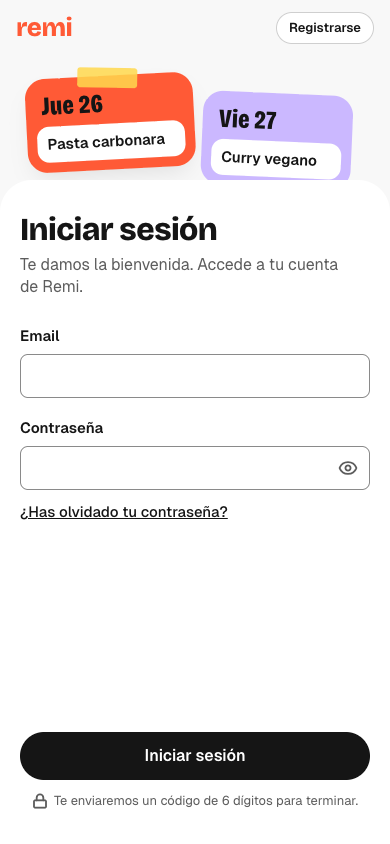 remi
Registrarse
Jue 26
Pasta carbonara
Vie 27
Curry vegano
Iniciar sesión
Te damos la bienvenida. Accede a tu cuenta
de Remi.
Email
Contraseña
¿Has olvidado tu contraseña?
Iniciar sesión
Te enviaremos un código de 6 dígitos para terminar.